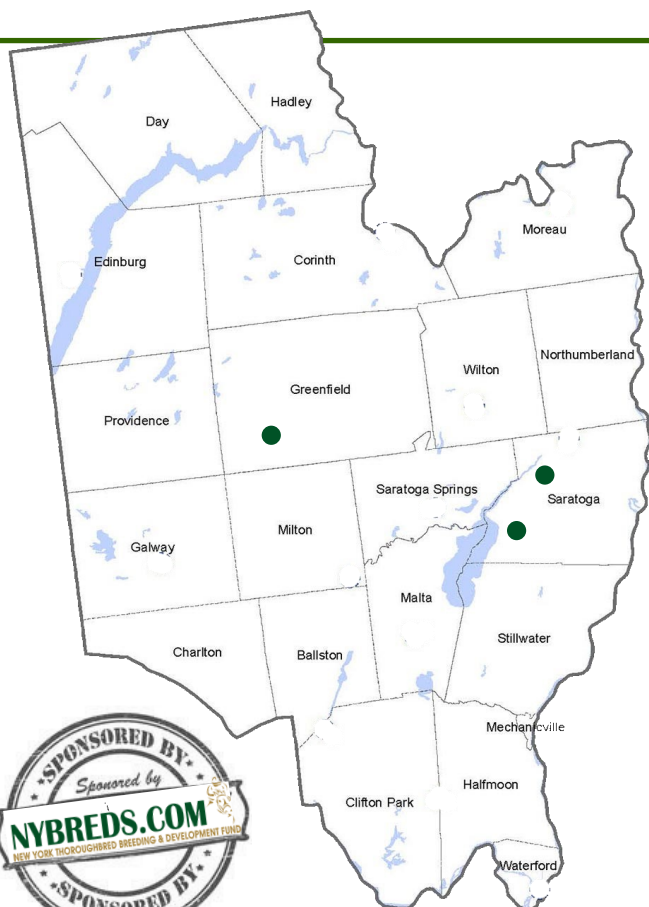 Hadley
Day
Moreau
Edinburg
Corinth
Northumberland
Wilton
Greenfield
Providence
Saratoga Springs
Saratoga
Milton
Galway
Malta
Stillwater
Charlton
Ballston
Mechanicville
Halfmoon
Clifton Park
Waterford
SPONSORED BY
Sponored by
NYBREDS.COM
NEW YORK THOROUGHBRED BREEDING & DEVELOPMENT FUND
SPONSORED BY